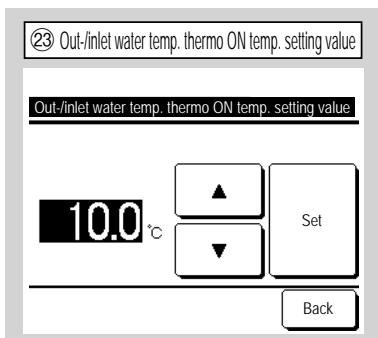 ㉓ Out-/inlet water temp. thermo ON temp. setting value
Out-/inlet water temp. thermo ON temp. setting value
▲
10.0 °C
Set
▼
Back